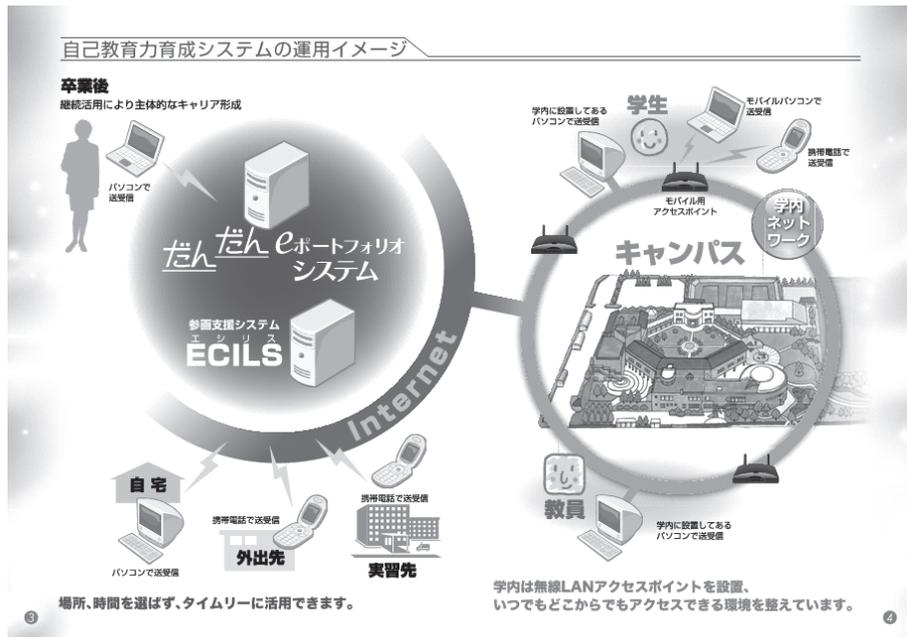 自己教育力育成システムの運用イメージ
卒業後
継続活用により主体的なキャリア形成
パソコンで
送受信
だんだんeポートフォリオ
システム
参画支援システム
エシリス
ECILS
Internet
自宅
パソコンで送受信
携帯電話で送受信
外出先
携帯電話で送受信
実習先
場所、時間を選ばず、タイムリーに活用できます。
3
学内に設置してある
パソコンで送受信
学生
モバイルパソコンで
送受信
携帯電話で
送受信
モバイル用
アクセスポイント
学内
ネット
ワーク
キャンパス
教員
学内に設置してある
パソコンで送受信
学内は無線LANアクセスポイントを設置、
いつでもどこからでもアクセスできる環境を整えています。
4